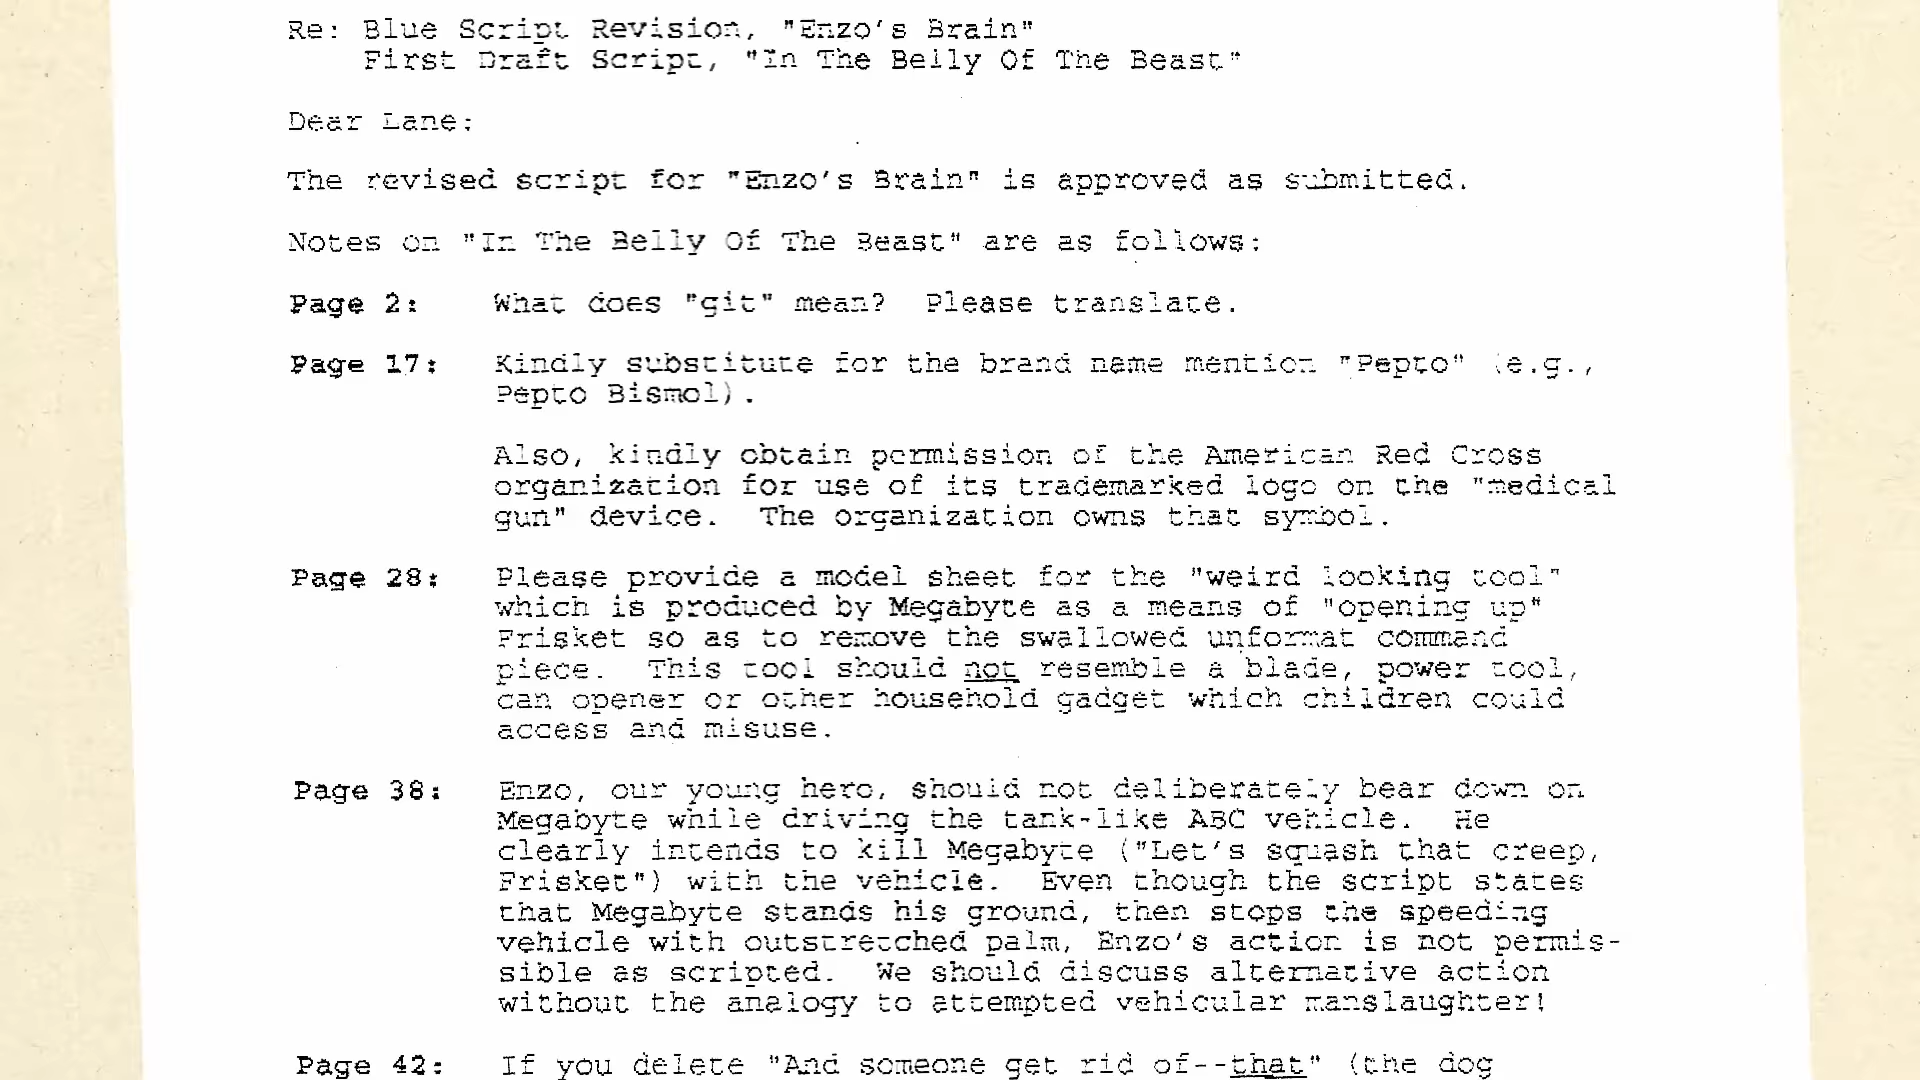 Re: Blue Script Revision, "Enzo's Brain"
First Draft Script, "In The Belly Of The Beast"
Dear Lane:
The revised script for "Enzo's Brain" is approved as submitted.
Notes on "In The Belly Of The Beast" are as follows:
Page 2: What does "git" mean? Please translate.
Page 17: Kindly substitute for the brand name mention "Pepto" (e.g.,
Pepto Bismol).
Also, kindly obtain permission of the American Red Cross
organization for use of its trademarked logo on the "medical
gun" device. The organization owns that symbol.
Page 28: Please provide a model sheet for the "weird looking tool"
which is produced by Megabyte as a means of "opening up"
Frisket so as to remove the swallowed unformat command
piece. This tool should not resemble a blade, power tool,
can opener or other household gadget which children could
access and misuse.
Page 38: Enzo, our young hero, should not deliberately bear down on
Megabyte while driving the tank-like ABC vehicle. He
clearly intends to kill Megabyte ("Let's squash that creep,
Frisket") with the vehicle. Even though the script states
that Megabyte stands his ground, then stops the speeding
vehicle with outstretched palm, Enzo's action is not permis-
sible as scripted. We should discuss alternative action
without the analogy to attempted vehicular manslaughter!
Page 42: If you delete "And someone get rid of--that" (the dog